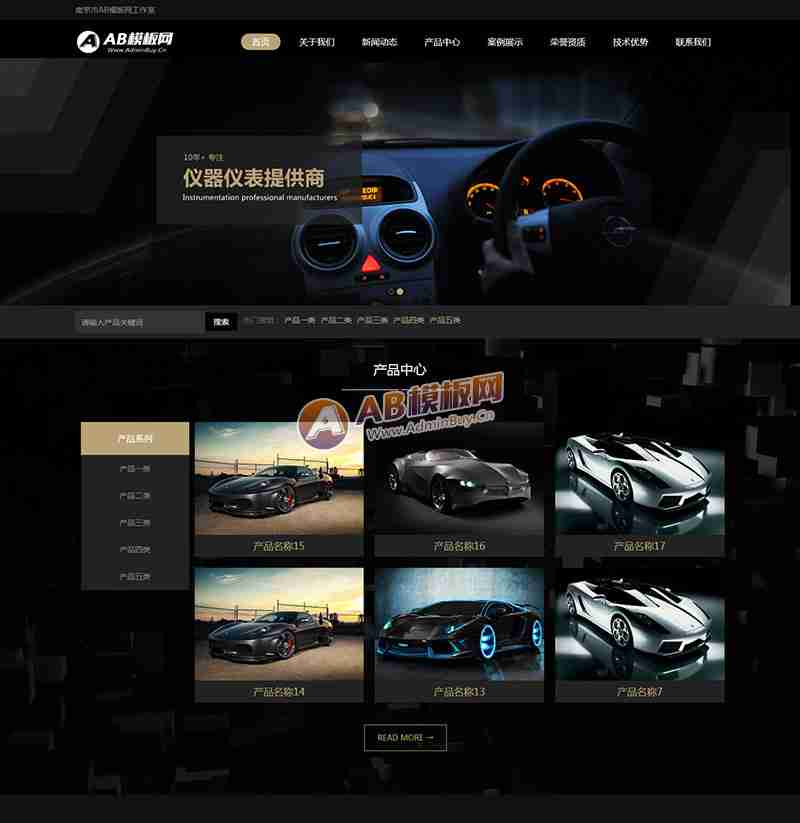 南京市AB模板网工作室
AB模板网
Www.AdminBuy.Cn
首页 关于我们 新闻动态 产品中心 案例展示 荣誉资质 技术优势 联系我们
10年+ 专注
仪器仪表提供商
Instrumentation professional manufacturers
请输入产品关键词 搜索 热门搜索： 产品一类 产品二类 产品三类 产品四类 产品五类
产品中心
AB模板网
Www.AdminBuy.Cn
产品系列
产品一类
产品二类
产品三类
产品四类
产品五类
产品名称15 产品名称16 产品名称17
产品名称14 产品名称13 产品名称7
READ MORE →